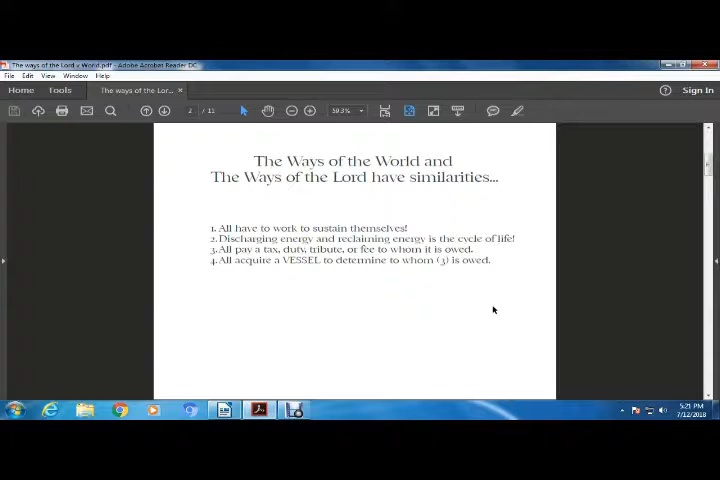 The ways of the Lord v World.pdf - Adobe Acrobat Reader DC
File Edit View Window Help
Home Tools The ways of the Lor... × Sign In
2 / 11 59.3%
The Ways of the World and
The Ways of the Lord have similarities...
1. All have to work to sustain themselves!
2. Discharging energy and reclaiming energy is the cycle of life!
3. All pay a tax, duty, tribute, or fee to whom it is owed.
4. All acquire a VESSEL to determine to whom (3) is owed.
5:21 PM
7/12/2018